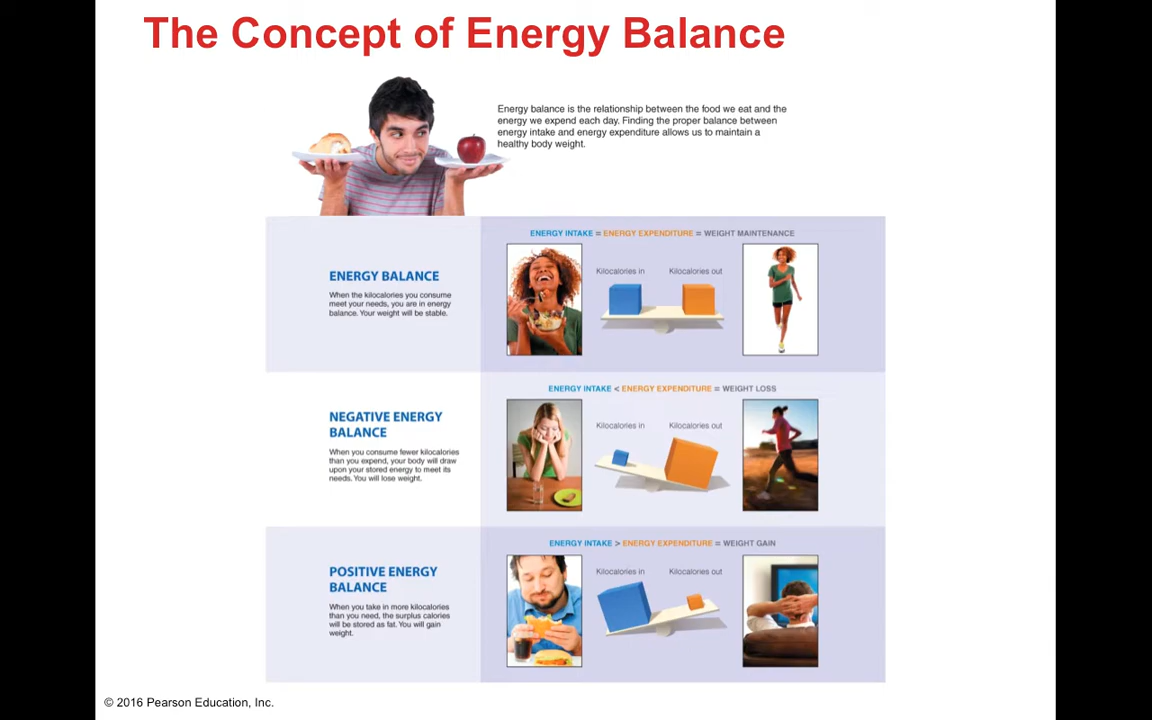 The Concept of Energy Balance
Energy balance is the relationship between the food we eat and the
energy we expend each day. Finding the proper balance between
energy intake and energy expenditure allows us to maintain a
healthy body weight.
ENERGY INTAKE = ENERGY EXPENDITURE = WEIGHT MAINTENANCE
ENERGY BALANCE
When the kilocalories you consume
meet your needs, you are in energy
balance. Your weight will be stable.
Kilocalories in
Kilocalories out
ENERGY INTAKE < ENERGY EXPENDITURE = WEIGHT LOSS
NEGATIVE ENERGY
BALANCE
When you consume fewer kilocalories
than you expend, your body will draw
upon your stored energy to meet its
needs. You will lose weight.
Kilocalories in
Kilocalories out
ENERGY INTAKE > ENERGY EXPENDITURE = WEIGHT GAIN
POSITIVE ENERGY
BALANCE
When you take in more kilocalories
than you need, the surplus calories
will be stored as fat. You will gain
weight.
Kilocalories in
Kilocalories out
© 2016 Pearson Education, Inc.